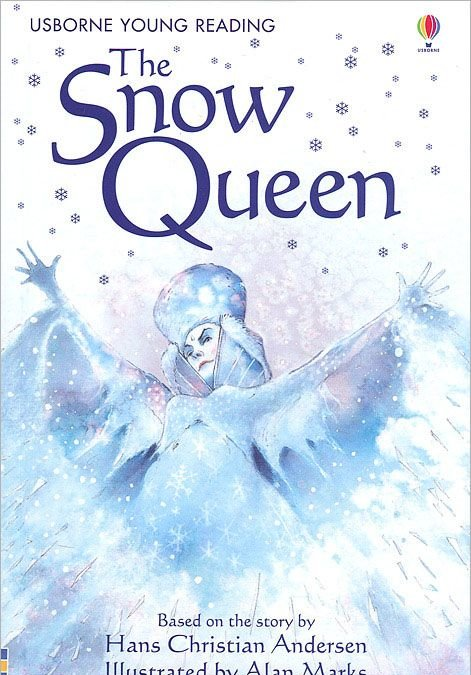 USBORNE YOUNG READING
USBORNE
The
Snow
Queen
Based on the story by
Hans Christian Andersen
Illustrated by Alan Marks